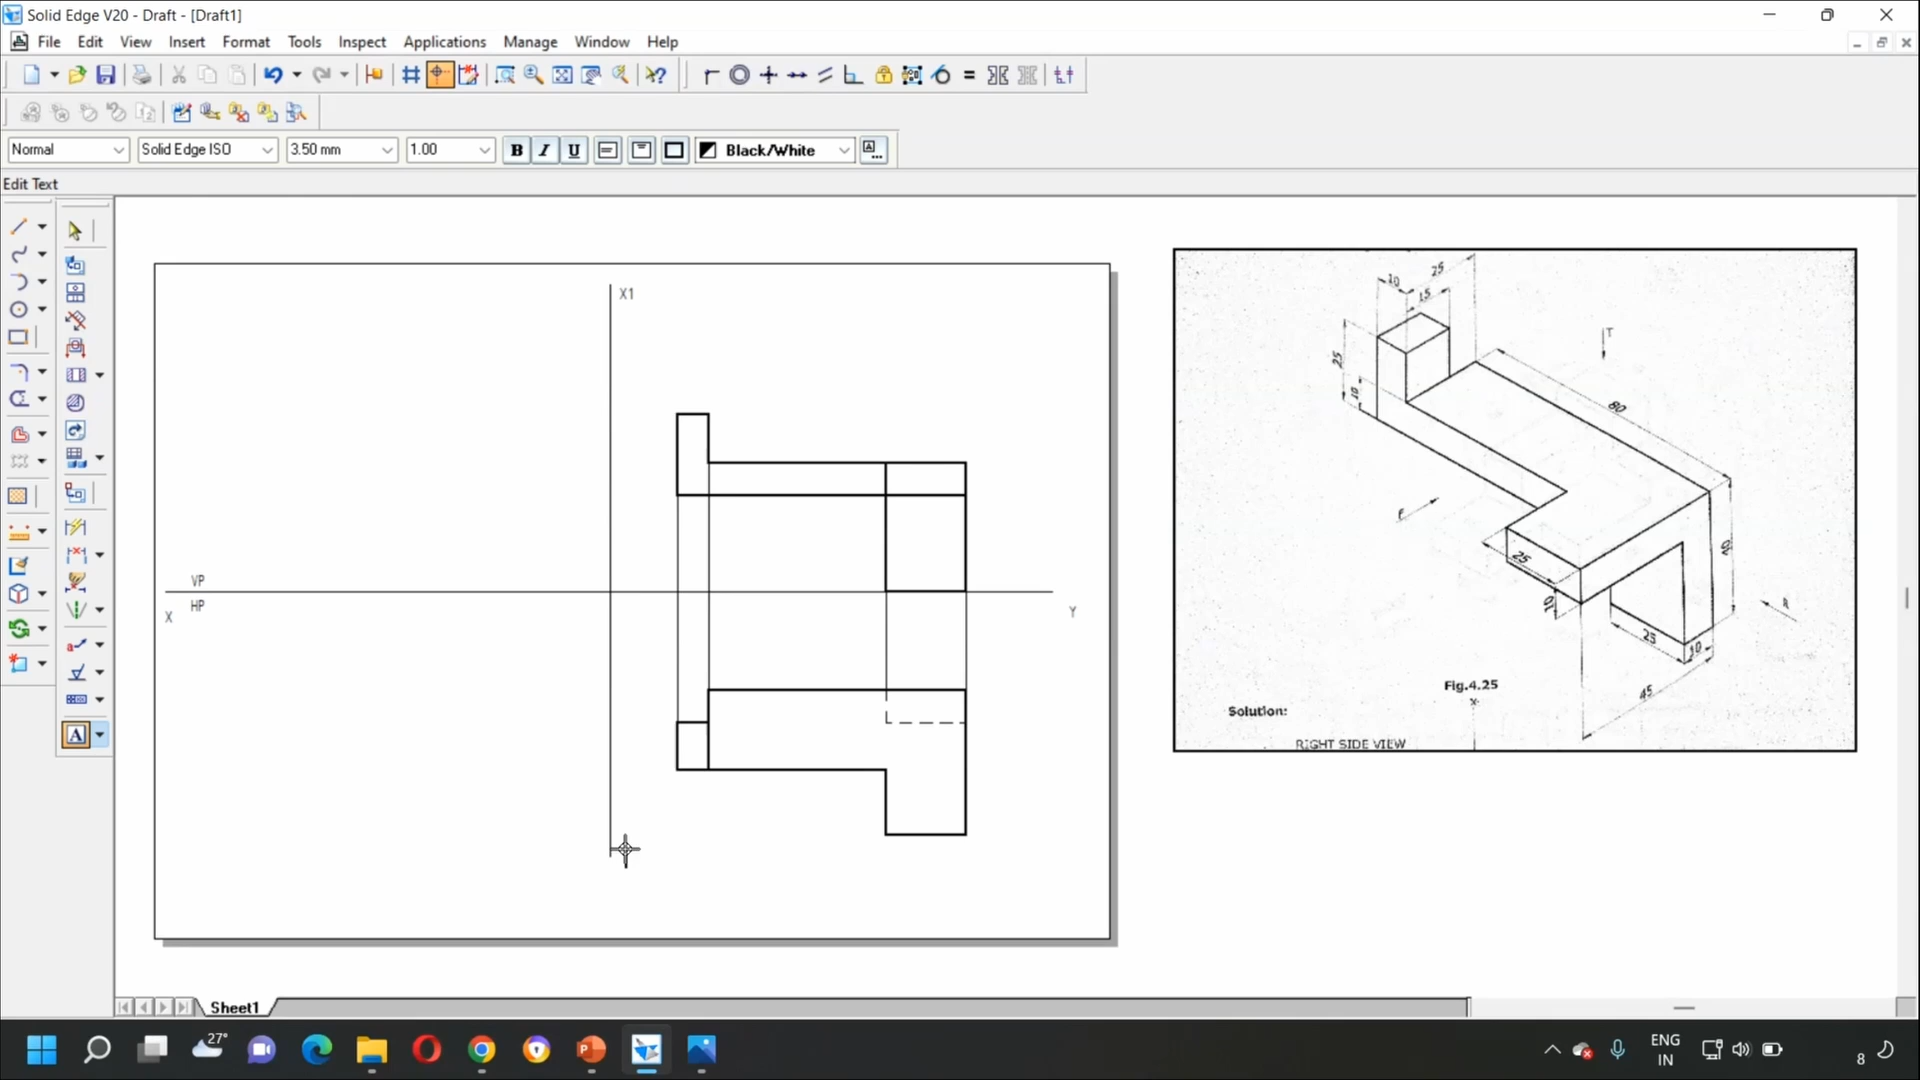 Solid Edge V20 - Draft - [Draft1]
File Edit View Insert Format Tools Inspect Applications Manage Window Help
Normal Solid Edge ISO 3.50 mm 1.00 B I U Black/White A...
Edit Text
X1
VP
HP
X
Y
A
10 25
15
T
25
10
80
F
25
10
40
R
25 10
45
Fig.4.25
Solution:
X
RIGHT SIDE VIEW
Sheet1
27°
ENG
IN
8